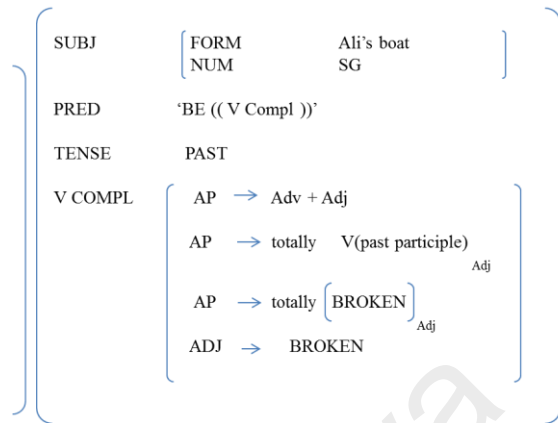 SUBJ FORM Ali's boat
NUM SG
PRED 'BE (( V Compl ))'
TENSE PAST
V COMPL AP → Adv + Adj
AP → totally V(past participle) Adj
AP → totally [BROKEN] Adj
ADJ → BROKEN